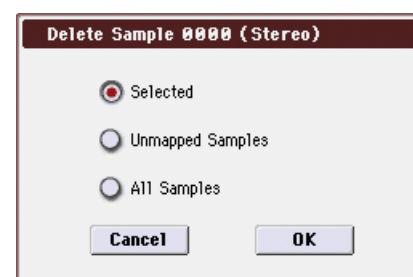 Delete Sample 0000 (Stereo)
Selected
Unmapped Samples
All Samples
Cancel OK